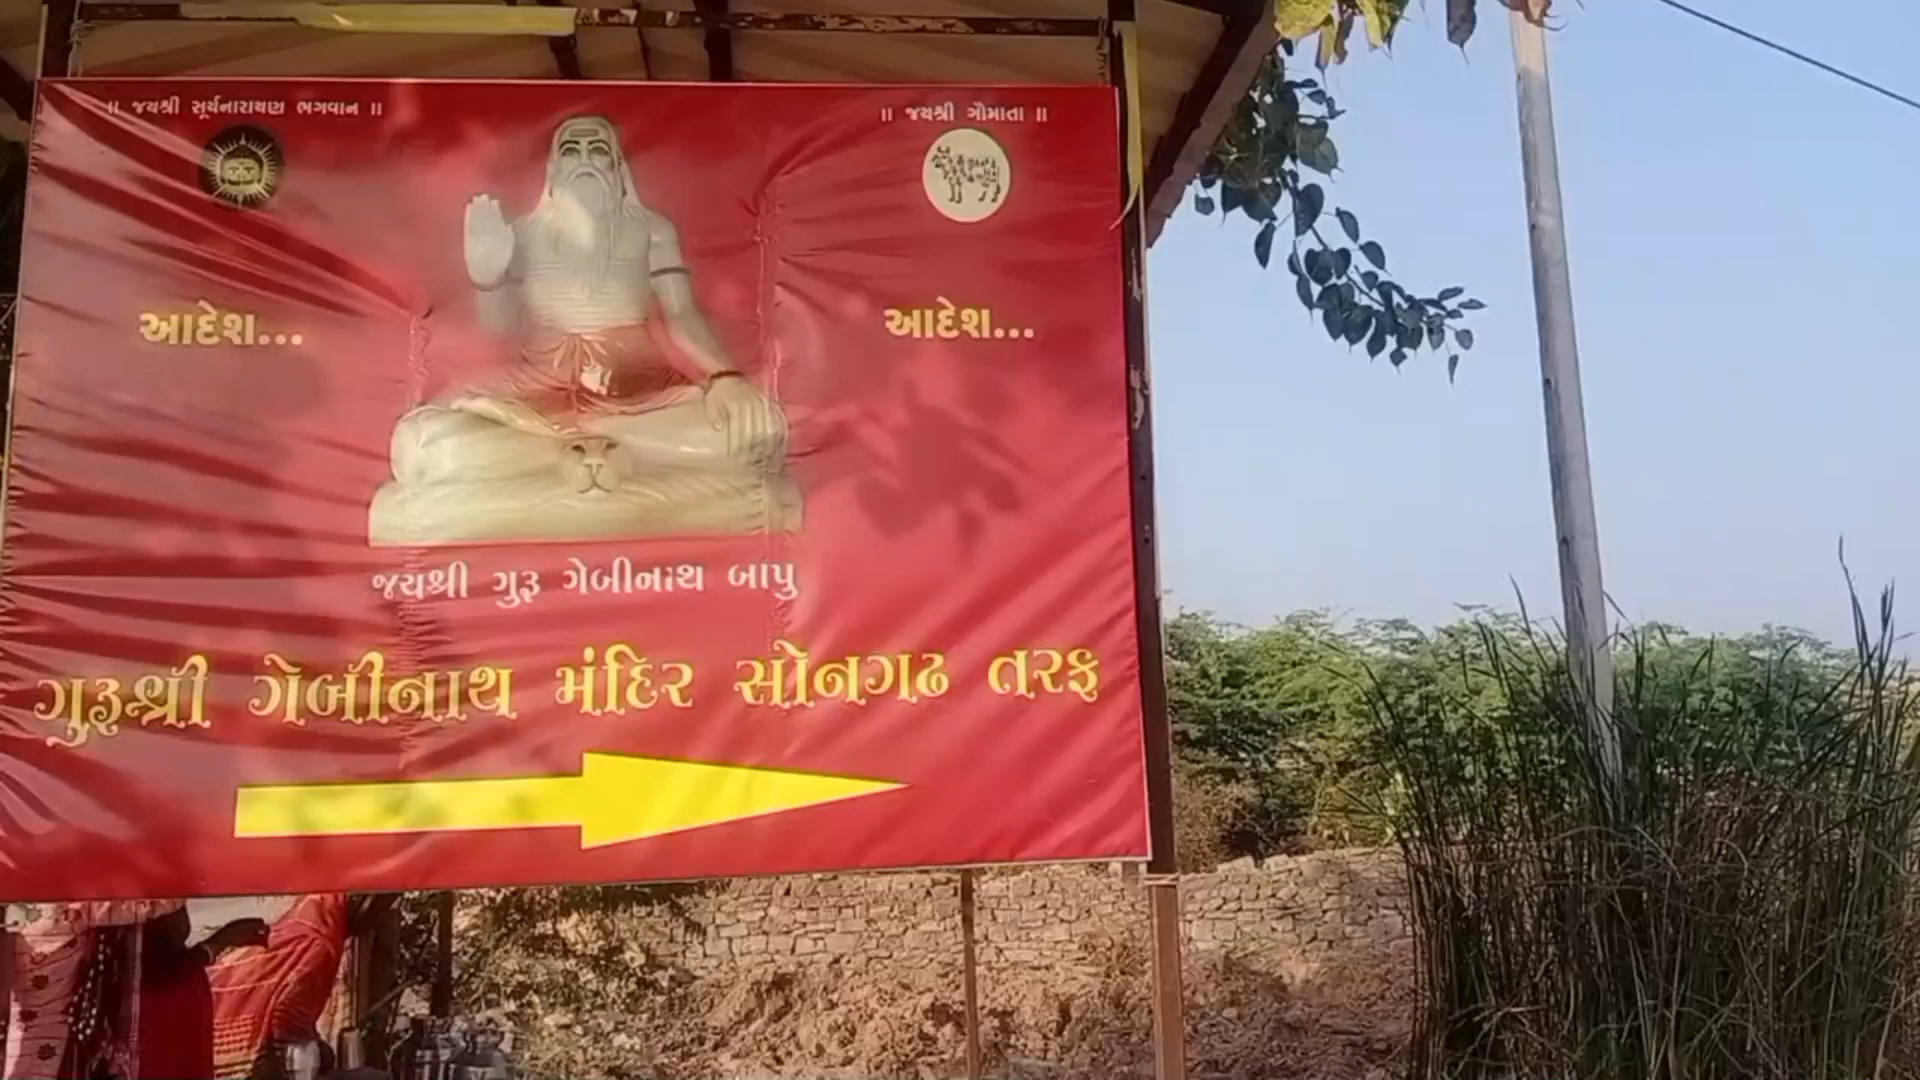 ॥ જયશ્રી સૂર્યનારાયણ ભગવાન ॥
॥ જયશ્રી ગૌમાતા ॥
આદેશ...
આદેશ...
જયશ્રી ગુરૂ ગેબીનાથ બાપુ
ગુરૂશ્રી ગેબીનાથ મંદિર સોનગઢ તરફ